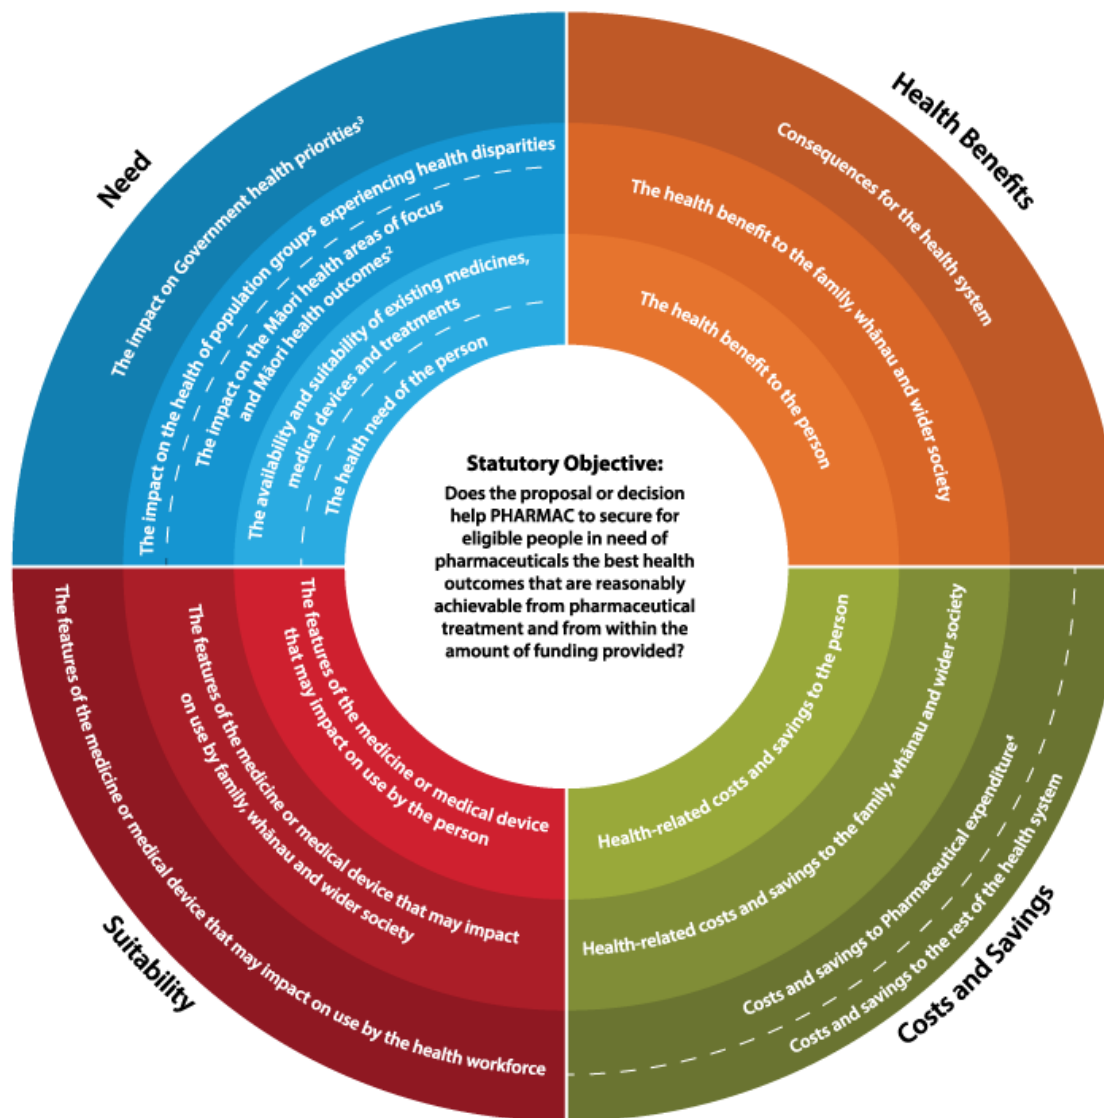 Need
The impact on Government health priorities³
The impact on the health of population groups experiencing health disparities
The impact on the Māori health areas of focus
and Māori health outcomes²
The availability and suitability of existing medicines,
medical devices and treatments
The health need of the person
Health Benefits
Consequences for the health system
The health benefit to the family, whānau and wider society
The health benefit to the person
Statutory Objective:
Does the proposal or decision
help PHARMAC to secure for
eligible people in need of
pharmaceuticals the best health
outcomes that are reasonably
achievable from pharmaceutical
treatment and from within the
amount of funding provided?
Suitability
The features of the medicine or medical device
that may impact on use by the person
The features of the medicine or medical device that may impact
on use by family, whānau and wider society
The features of the medicine or medical device that may impact on use by the health workforce
Costs and Savings
Health-related costs and savings to the person
Health-related costs and savings to the family, whānau and wider society
Costs and savings to Pharmaceutical expenditure⁴
Costs and savings to the rest of the health system